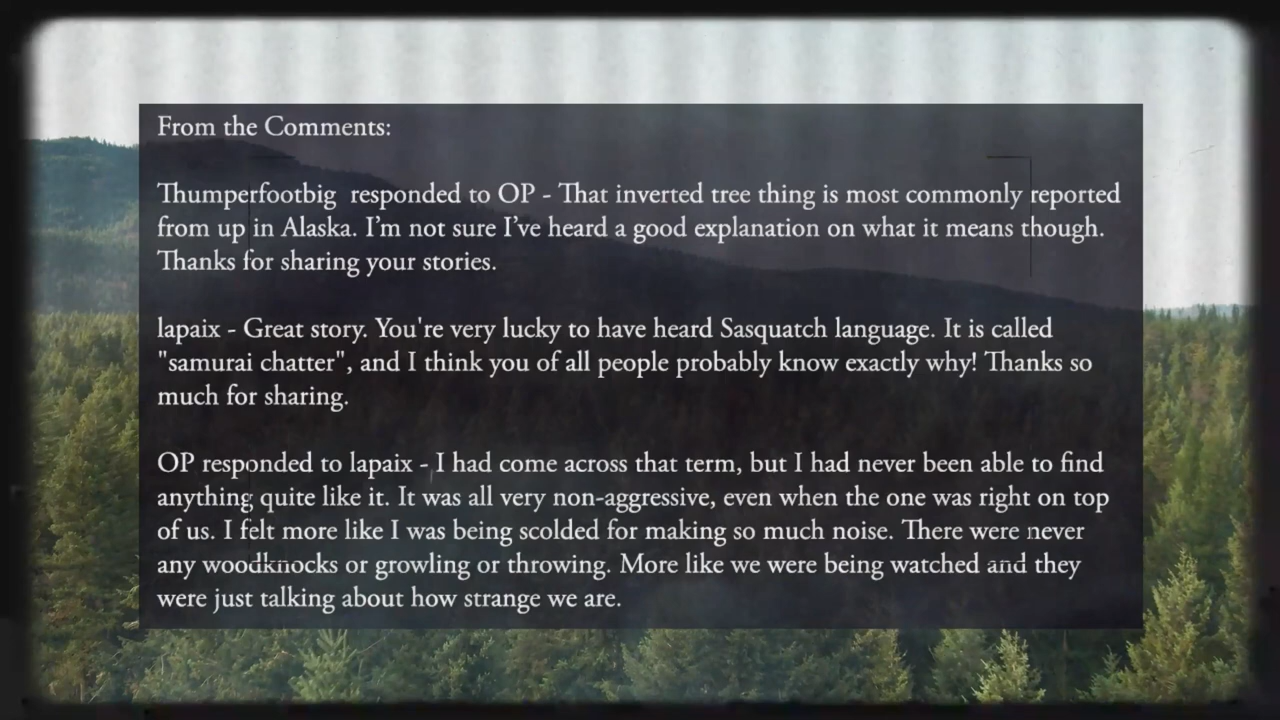 From the Comments:
Thumperfootbig  responded to OP - That inverted tree thing is most commonly reported
from up in Alaska. I’m not sure I’ve heard a good explanation on what it means though.
Thanks for sharing your stories.
lapaix - Great story. You're very lucky to have heard Sasquatch language. It is called
"samurai chatter", and I think you of all people probably know exactly why! Thanks so
much for sharing.
OP responded to lapaix - I had come across that term, but I had never been able to find
anything quite like it. It was all very non-aggressive, even when the one was right on top
of us. I felt more like I was being scolded for making so much noise. There were never
any woodknocks or growling or throwing. More like we were being watched and they
were just talking about how strange we are.